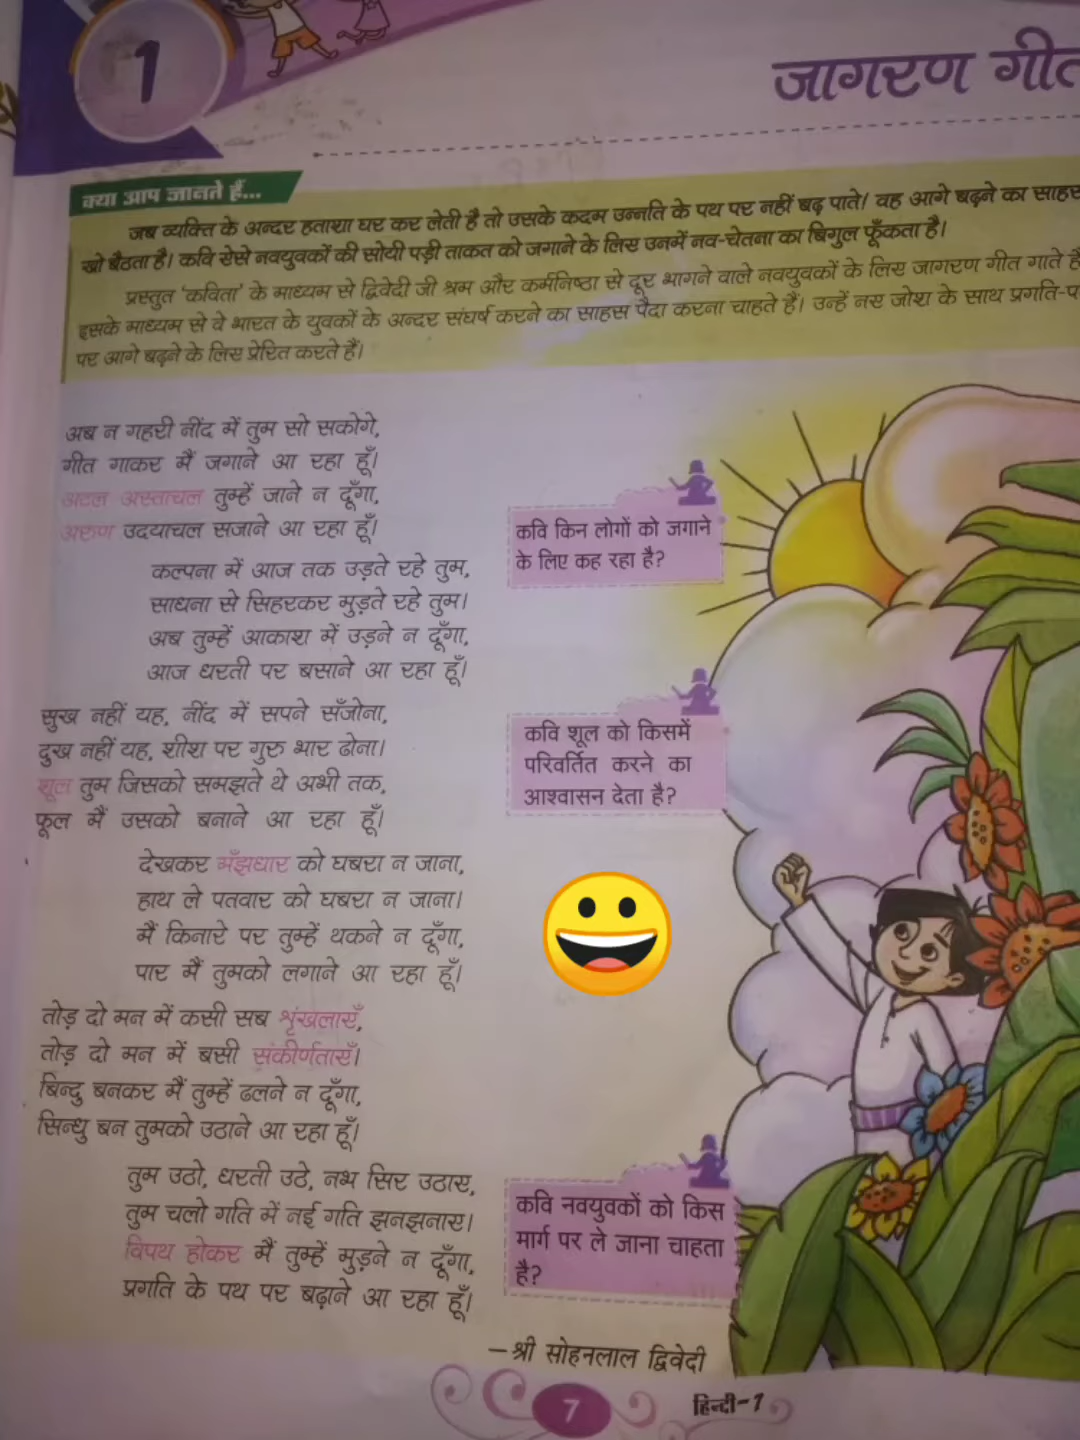 1
जागरण गीत
क्या आप जानते हैं...
जब व्यक्ति के अन्दर हताशा घर कर लेती है तो उसके कदम उन्नति के पथ पर नहीं बढ़ पाते। वह आगे बढ़ने का साहस
खो बैठता है। कवि ऐसे नवयुवकों की सोयी पड़ी ताकत को जगाने के लिए उनमें नव-चेतना का बिगुल फूँकता है।
प्रस्तुत 'कविता' के माध्यम से द्विवेदी जी श्रम और कर्मनिष्ठा से दूर भागने वाले नवयुवकों के लिए जागरण गीत गाते हैं
इसके माध्यम से वे भारत के युवकों के अन्दर संघर्ष करने का साहस पैदा करना चाहते हैं। उन्हें नए जोश के साथ प्रगति-प
पर आगे बढ़ने के लिए प्रेरित करते हैं।
अब न गहरी नींद में तुम सो सकोगे,
गीत गाकर मैं जगाने आ रहा हूँ।
अटल अस्ताचल तुम्हें जाने न दूँगा,
अरुण उदयाचल सजाने आ रहा हूँ।
कल्पना में आज तक उड़ते रहे तुम,
साधना से सिहरकर मुड़ते रहे तुम।
अब तुम्हें आकाश में उड़ने न दूँगा,
आज धरती पर बसाने आ रहा हूँ।
सुख नहीं यह, नींद में सपने सँजोना,
दुख नहीं यह, शीश पर गुरु भार ढोना।
शूल तुम जिसको समझते थे अभी तक,
फूल मैं उसको बनाने आ रहा हूँ।
देखकर मँझधार को घबरा न जाना,
हाथ ले पतवार को घबरा न जाना।
मैं किनारे पर तुम्हें थकने न दूँगा,
पार मैं तुमको लगाने आ रहा हूँ।
तोड़ दो मन में कसी सब शृंखलाएँ,
तोड़ दो मन में बसी संकीर्णताएँ।
बिन्दु बनकर मैं तुम्हें ढलने न दूँगा,
सिन्धु बन तुमको उठाने आ रहा हूँ।
तुम उठो, धरती उठे, नभ सिर उठाए,
तुम चलो गति में नई गति झनझनाए।
विपथ होकर मैं तुम्हें मुड़ने न दूँगा,
प्रगति के पथ पर बढ़ाने आ रहा हूँ।
—श्री सोहनलाल द्विवेदी
कवि किन लोगों को जगाने
के लिए कह रहा है?
कवि शूल को किसमें
परिवर्तित करने का
आश्वासन देता है?
कवि नवयुवकों को किस
मार्ग पर ले जाना चाहता
है?
7
हिन्दी-7